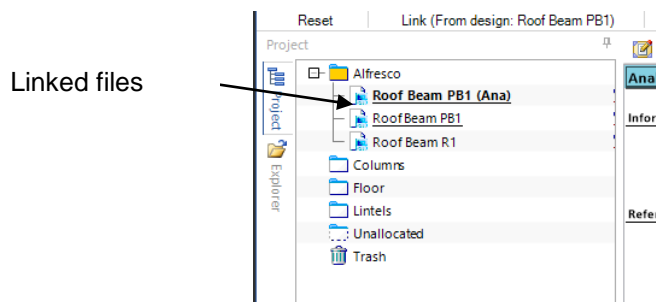 Reset Link (From design: Roof Beam PB1)
Project
Linked files
Project
Explorer
Alfresco
Roof Beam PB1 (Ana)
Roof Beam PB1
Roof Beam R1
Columns
Floor
Lintels
Unallocated
Trash
Ana
Infor
Refe